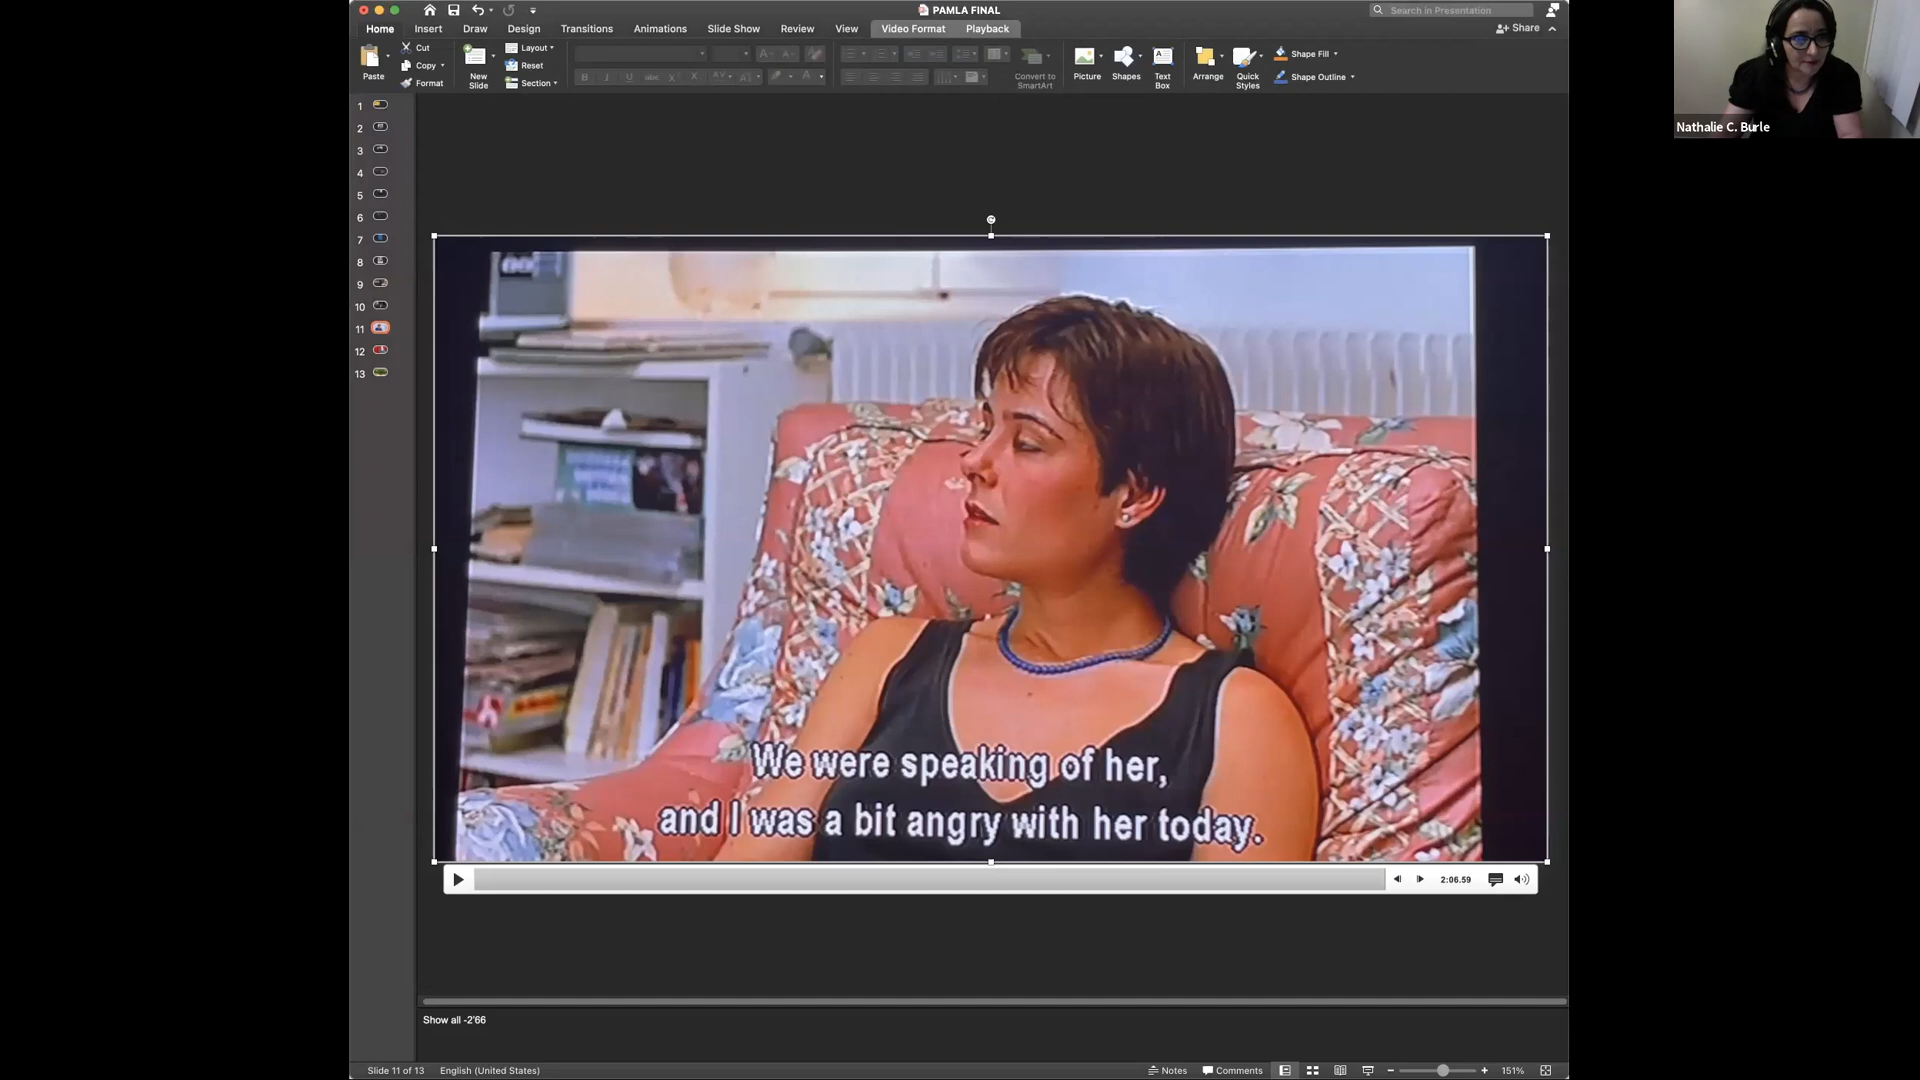 PAMLA FINAL
Search in Presentation
Home Insert Draw Design Transitions Animations Slide Show Review View Video Format Playback
Share
Paste
Cut
Copy
Format
New
Slide
Layout
Reset
Section
Convert to
SmartArt
Picture
Shapes
Text
Box
Arrange
Quick
Styles
Shape Fill
Shape Outline
Nathalie C. Burle
1
2
3
4
5
6
7
8
9
10
11
12
13
We were speaking of her,
and I was a bit angry with her today.
2:06.59
Show all -2'66
Slide 11 of 13 English (United States)
Notes Comments 151%